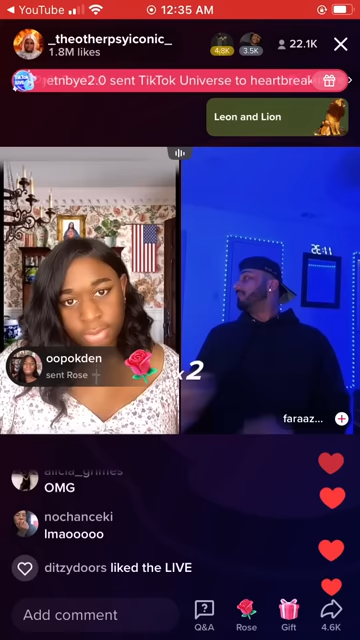 YouTube
12:35 AM
_theotherpsyiconic_
1.8M likes
4.8K
3.5K
22.1K
getnbye2.0 sent TikTok Universe to heartbreak
Leon and Lion
oopokden
sent Rose
x2
faraaz...
alicia_grimes
OMG
nochanceki
lmaooooo
ditzydoors liked the LIVE
Add comment
Q&A
Rose
Gift
4.6K